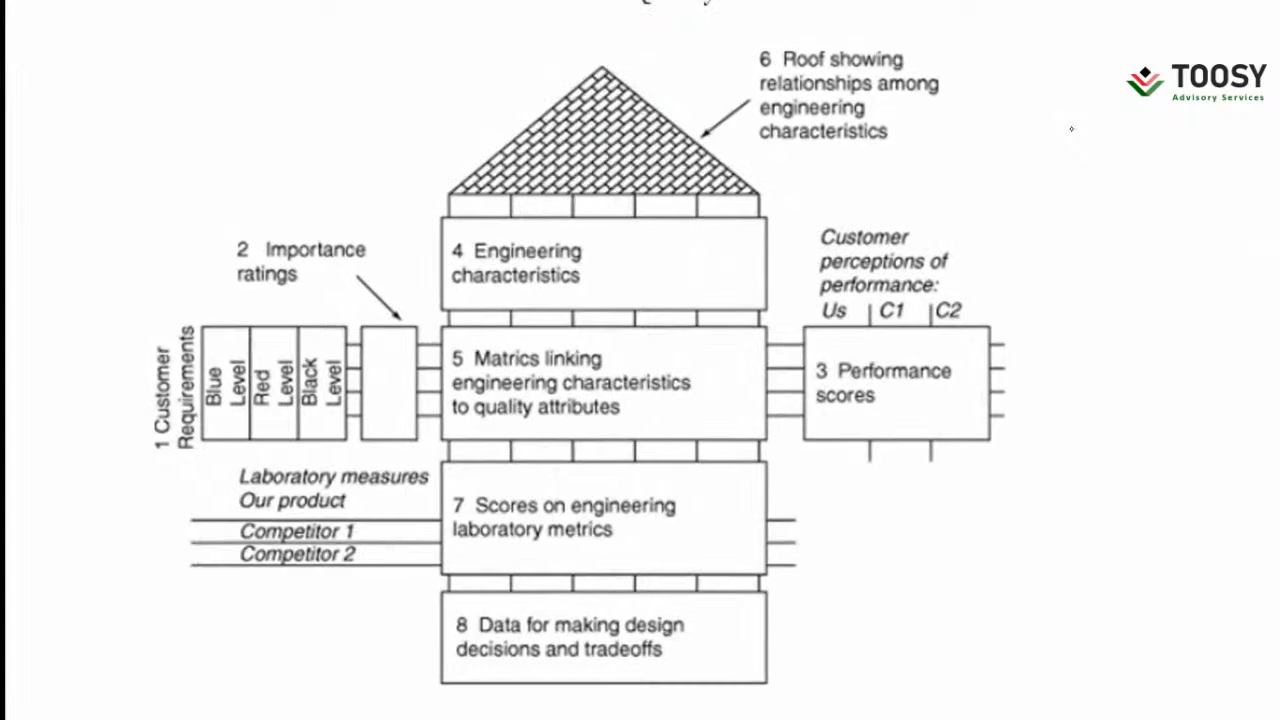 6 Roof showing
relationships among
engineering
characteristics
TOOSY
Advisory Services
2 Importance
ratings
4 Engineering
characteristics
Customer
perceptions of
performance:
Us C1 C2
1 Customer
Requirements
Blue
Level
Red
Level
Black
Level
5 Matrics linking
engineering characteristics
to quality attributes
3 Performance
scores
Laboratory measures
Our product
Competitor 1
Competitor 2
7 Scores on engineering
laboratory metrics
8 Data for making design
decisions and tradeoffs